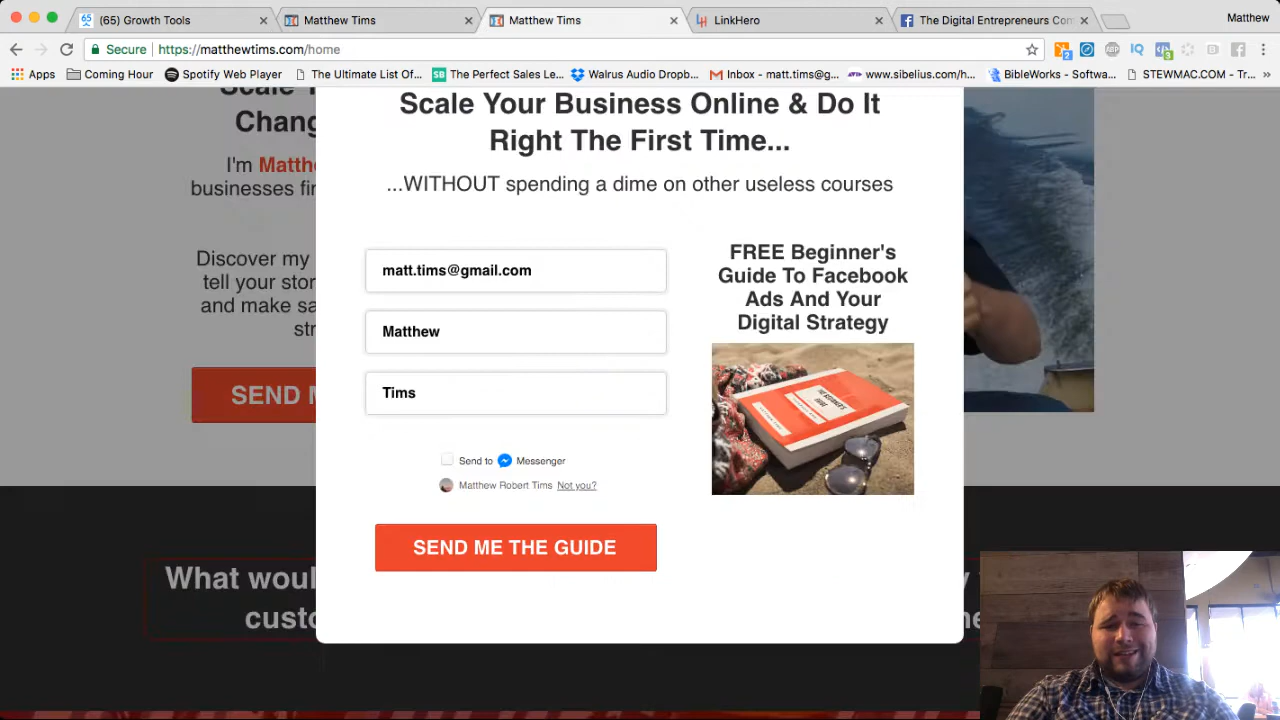 (65) Growth Tools
Matthew Tims
Matthew Tims
LinkHero
The Digital Entrepreneurs Com
Matthew
Secure | https://matthewtims.com/home
Apps
Coming Hour
Spotify Web Player
The Ultimate List Of...
The Perfect Sales Le...
Walrus Audio Dropb...
Inbox - matt.tims@g...
www.sibelius.com/h...
BibleWorks - Softwa...
STEWMAC.COM - Tr...
»
Chang
I'm Matth
businesses fi
Discover my
tell your stor
and make sa
SEND
Scale Your Business Online & Do It
Right The First Time...
...WITHOUT spending a dime on other useless courses
matt.tims@gmail.com
Matthew
Tims
Send to Messenger
Matthew Robert Tims Not you?
SEND ME THE GUIDE
FREE Beginner's
Guide To Facebook
Ads And Your
Digital Strategy
THE BEGINNER'S
GUIDE
What woul
custo